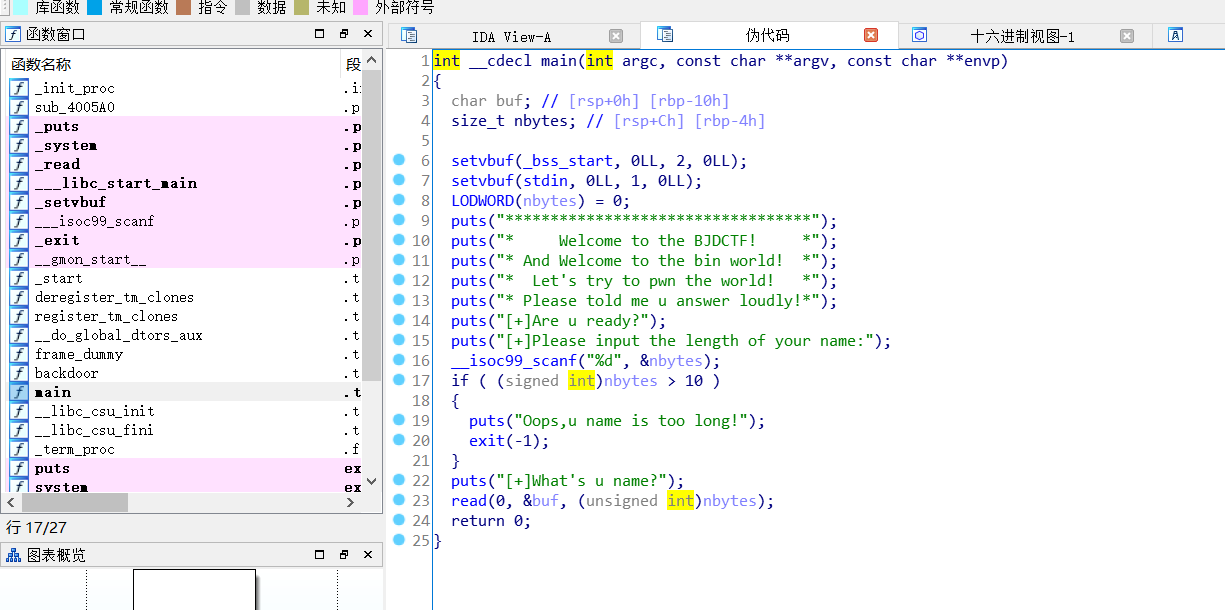 库函数 常规函数 指令 数据 未知 外部符号
函数窗口
IDA View-A 伪代码 十六进制视图-1
函数名称 段
_init_proc .i
sub_4005A0 .p
_puts .p
_system .p
_read .p
___libc_start_main .p
_setvbuf .p
___isoc99_scanf .p
_exit .p
__gmon_start__ .p
_start .t
deregister_tm_clones .t
register_tm_clones .t
__do_global_dtors_aux .t
frame_dummy .t
backdoor .t
main .t
__libc_csu_init .t
__libc_csu_fini .t
_term_proc .f
puts ex
system ex
行 17/27
图表概览
1 int __cdecl main(int argc, const char **argv, const char **envp)
2 {
3   char buf; // [rsp+0h] [rbp-10h]
4   size_t nbytes; // [rsp+Ch] [rbp-4h]
5
6   setvbuf(_bss_start, 0LL, 2, 0LL);
7   setvbuf(stdin, 0LL, 1, 0LL);
8   LODWORD(nbytes) = 0;
9   puts("**********************************");
10   puts("*     Welcome to the BJDCTF!     *");
11   puts("* And Welcome to the bin world!  *");
12   puts("*  Let's try to pwn the world!   *");
13   puts("* Please told me u answer loudly!*");
14   puts("[+]Are u ready?");
15   puts("[+]Please input the length of your name:");
16   __isoc99_scanf("%d", &nbytes);
17   if ( (signed int)nbytes > 10 )
18   {
19     puts("Oops,u name is too long!");
20     exit(-1);
21   }
22   puts("[+]What's u name?");
23   read(0, &buf, (unsigned int)nbytes);
24   return 0;
25 }